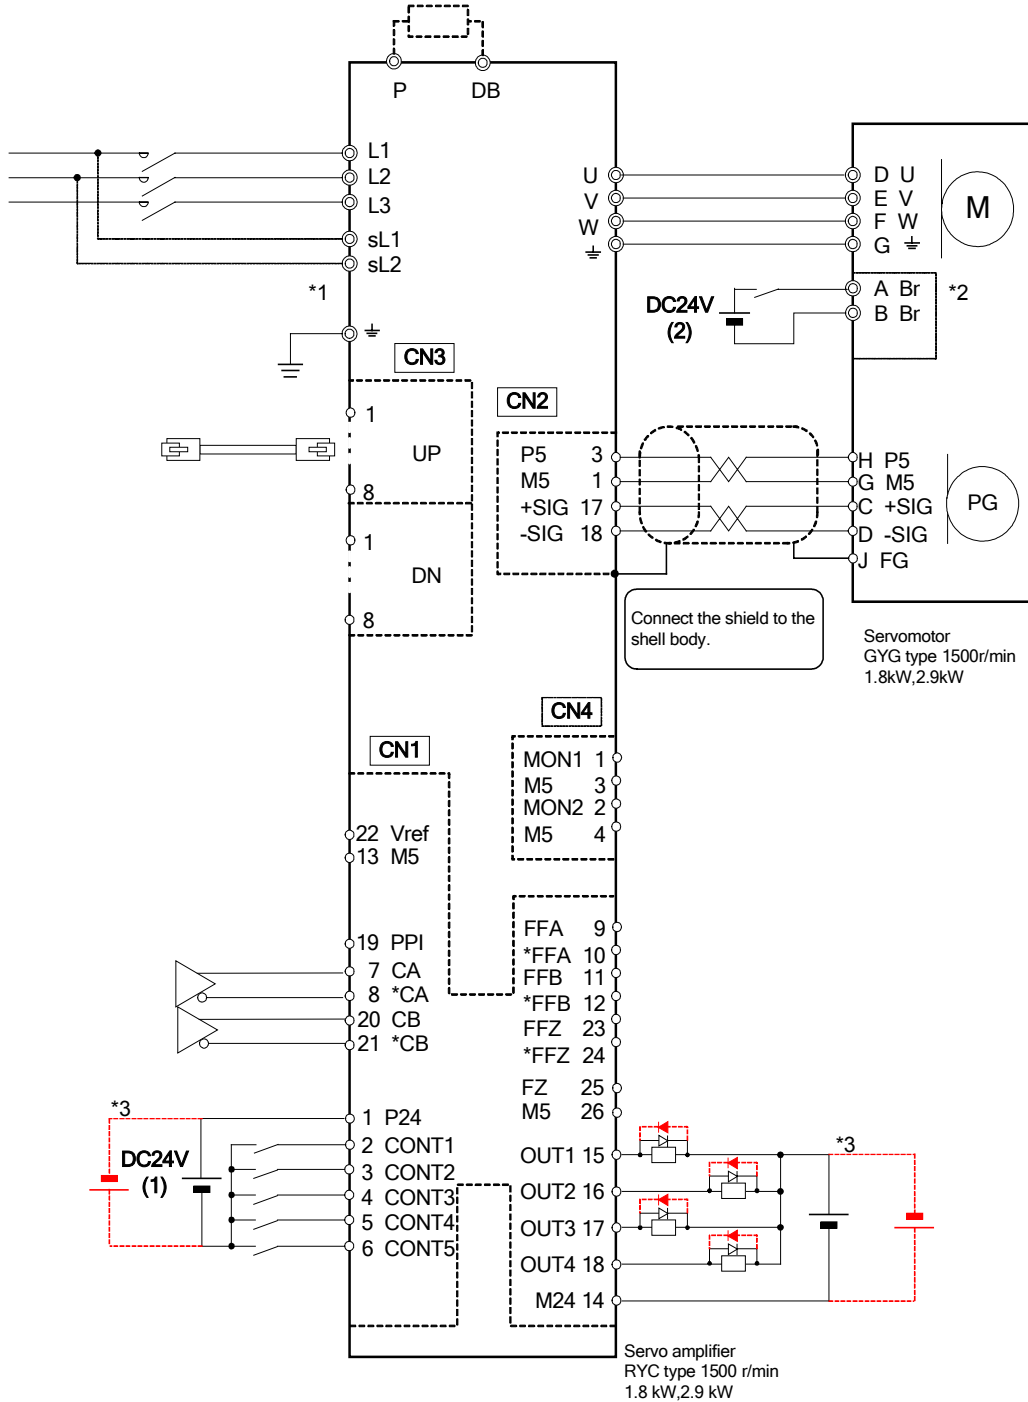 P DB
L1
L2
L3
sL1
sL2
*1
U
V
W
D U
E V
F W
G
M
A Br
B Br
*2
DC24V
(2)
CN3
1
UP
8
1
DN
8
CN2
P5 3
M5 1
+SIG 17
-SIG 18
H P5
G M5
C +SIG
D -SIG
J FG
PG
Connect the shield to the
shell body.
Servomotor
GYG type 1500r/min
1.8kW,2.9kW
CN4
MON1 1
M5 3
MON2 2
M5 4
CN1
22 Vref
13 M5
19 PPI
7 CA
8 *CA
20 CB
21 *CB
FFA 9
*FFA 10
FFB 11
*FFB 12
FFZ 23
*FFZ 24
FZ 25
M5 26
*3
DC24V
(1)
1 P24
2 CONT1
3 CONT2
4 CONT3
5 CONT4
6 CONT5
OUT1 15
OUT2 16
OUT3 17
OUT4 18
M24 14
*3
Servo amplifier
RYC type 1500 r/min
1.8 kW,2.9 kW